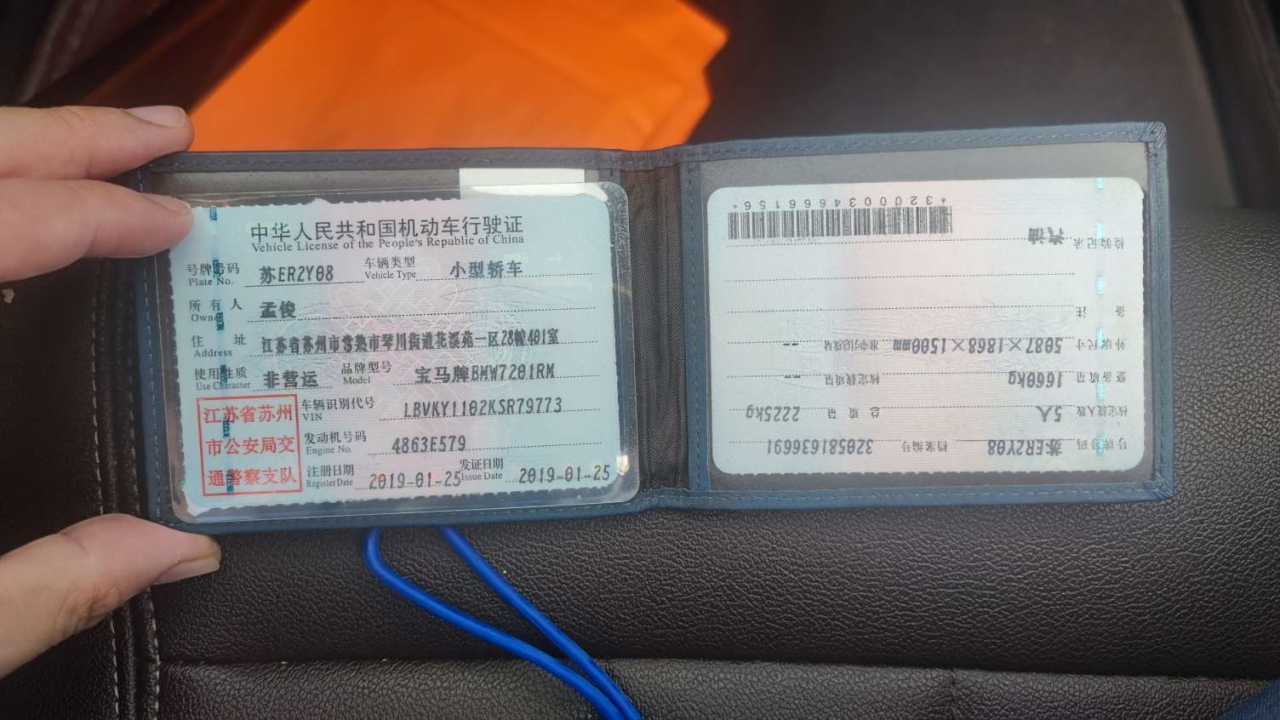 中华人民共和国机动车行驶证
Vehicle License of the People's Republic of China
号牌号码 苏ER2Y08 车辆类型 小型轿车
Plate No. Vehicle Type
所有人 孟俊
Owner
住址 江苏省苏州市常熟市琴川街道花溪苑一区28幢401室
Address
使用性质 非营运 品牌型号 宝马牌BMW7201RM
Use Character Model
江苏省苏州 车辆识别代号 LBVKY1102KSR79773
VIN
市公安局交 发动机号码 4863E579
Engine No.
通警察支队 注册日期 2019-01-25 发证日期 2019-01-25
Register Date Issue Date
号牌号码 苏ER2Y08 档案编号 320581636691
核定载人数 5人 总质量 2225kg
整备质量 1660kg 核定载质量 --
外廓尺寸 5087×1868×1500mm 准牵引总质量 --
备注
检验记录 汽油
*3200034666156*